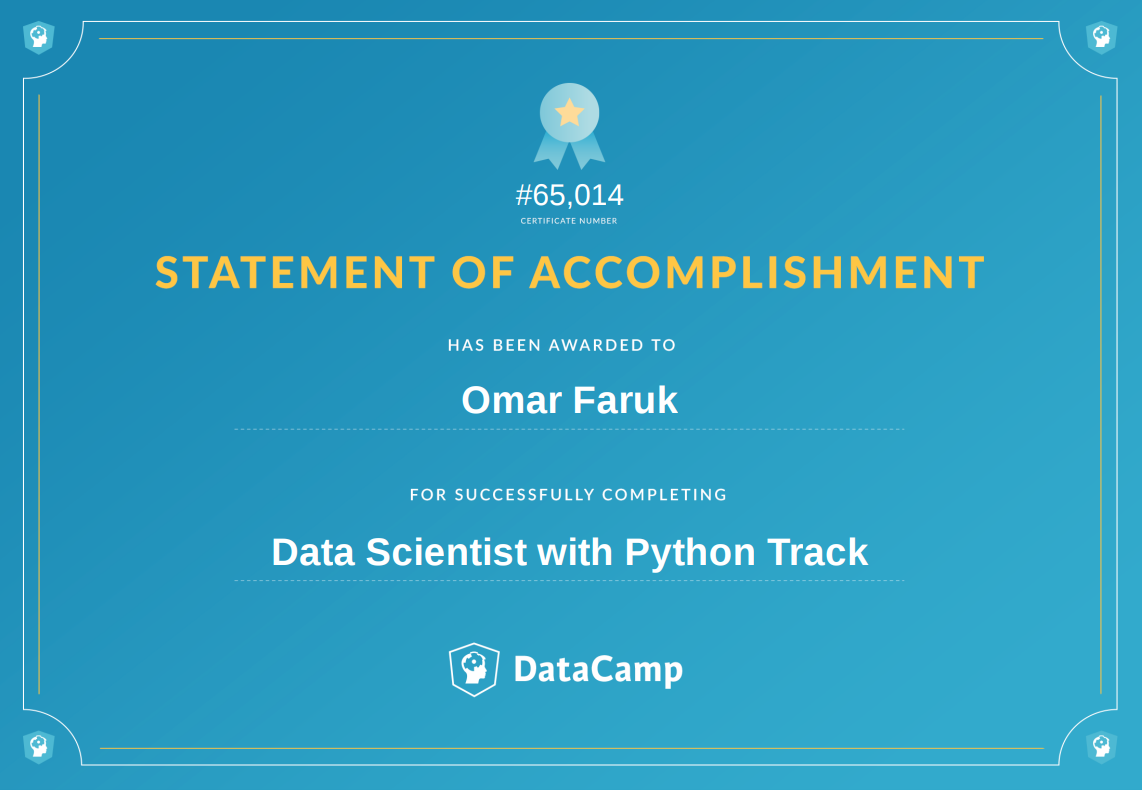 #65,014
CERTIFICATE NUMBER
STATEMENT OF ACCOMPLISHMENT
HAS BEEN AWARDED TO
Omar Faruk
FOR SUCCESSFULLY COMPLETING
Data Scientist with Python Track
DataCamp